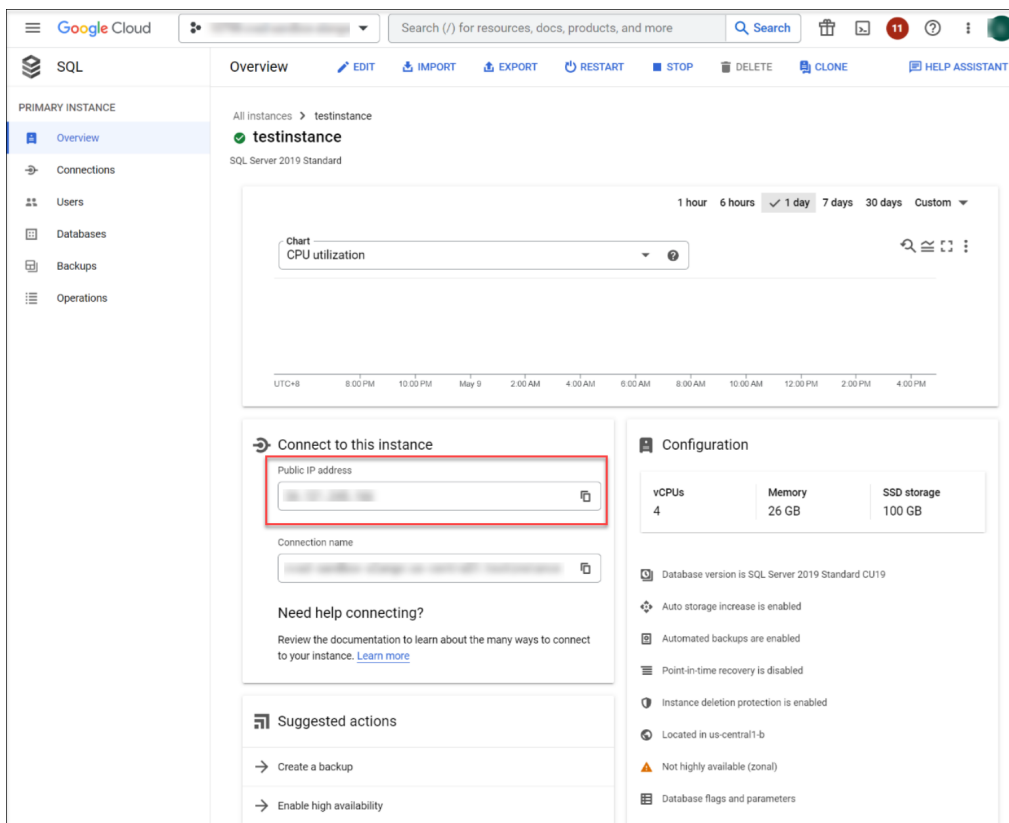 Google Cloud
Search (/) for resources, docs, products, and more
Search
11
SQL
Overview
EDIT
IMPORT
EXPORT
RESTART
STOP
DELETE
CLONE
HELP ASSISTANT
PRIMARY INSTANCE
Overview
Connections
Users
Databases
Backups
Operations
All instances > testinstance
testinstance
SQL Server 2019 Standard
1 hour 6 hours 1 day 7 days 30 days Custom
Chart
CPU utilization
UTC+8 8:00 PM 10:00 PM May 9 2:00 AM 4:00 AM 6:00 AM 8:00 AM 10:00 AM 12:00 PM 2:00 PM 4:00 PM
Connect to this instance
Public IP address
Connection name
Need help connecting?
Review the documentation to learn about the many ways to connect
to your instance. Learn more
Suggested actions
Create a backup
Enable high availability
Configuration
vCPUs Memory SSD storage
4 26 GB 100 GB
Database version is SQL Server 2019 Standard CU19
Auto storage increase is enabled
Automated backups are enabled
Point-in-time recovery is disabled
Instance deletion protection is enabled
Located in us-central1-b
Not highly available (zonal)
Database flags and parameters